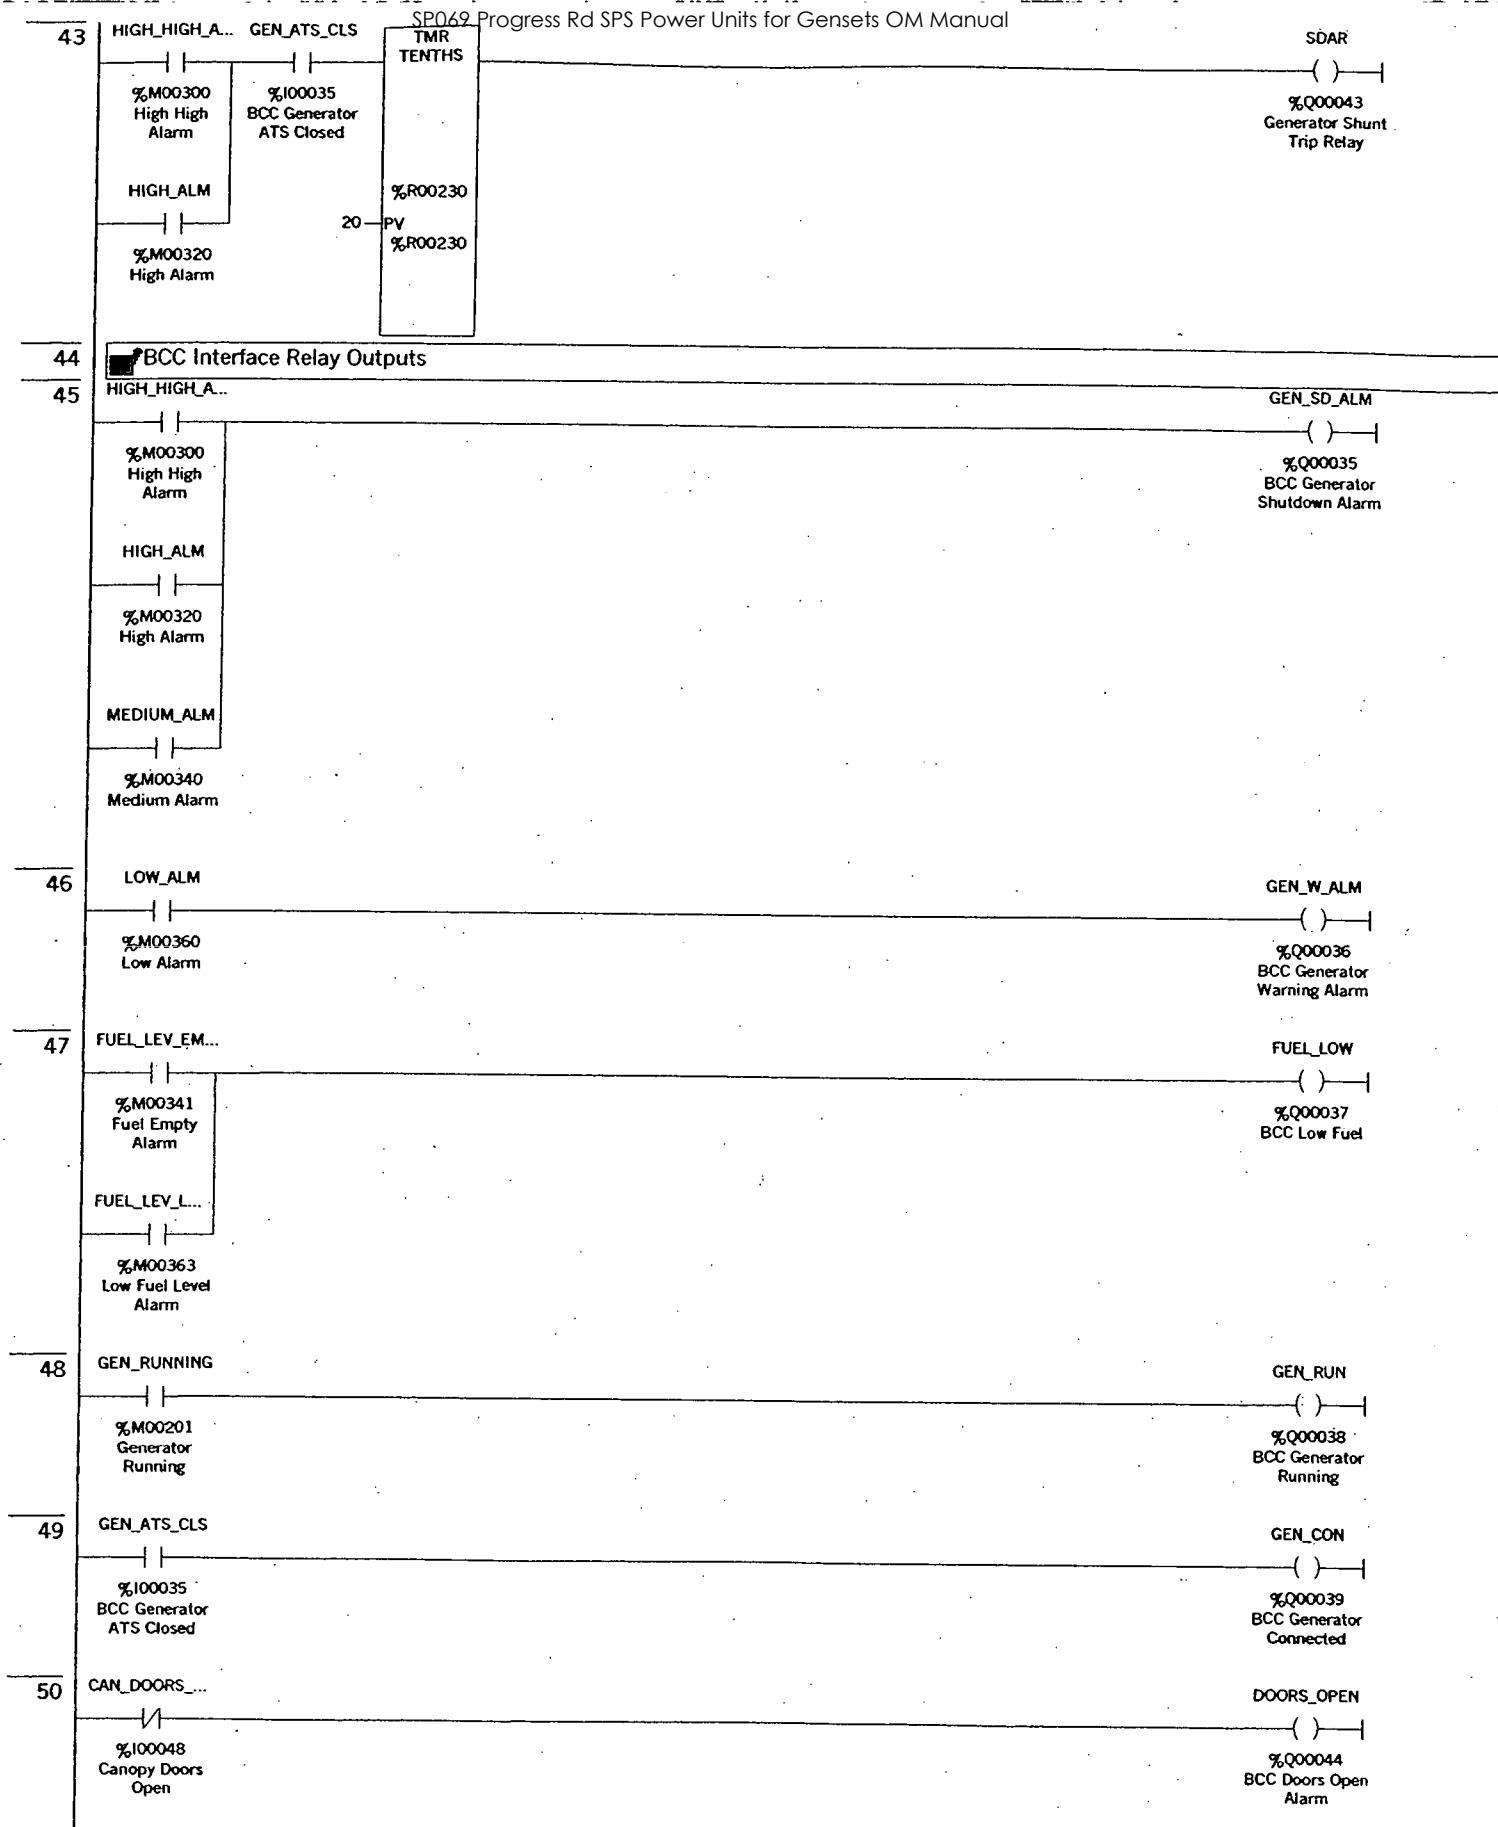 SP069 Progress Rd SPS Power Units for Gensets OM Manual
43
HIGH_HIGH_A...
GEN_ATS_CLS
TMR
TENTHS
SDAR
%M00300
High High
Alarm
%I00035
BCC Generator
ATS Closed
%Q00043
Generator Shunt
Trip Relay
HIGH_ALM
%R00230
20
PV
%R00230
%M00320
High Alarm
44
BCC Interface Relay Outputs
45
HIGH_HIGH_A...
GEN_SD_ALM
%M00300
High High
Alarm
%Q00035
BCC Generator
Shutdown Alarm
HIGH_ALM
%M00320
High Alarm
MEDIUM_ALM
%M00340
Medium Alarm
46
LOW_ALM
GEN_W_ALM
%M00360
Low Alarm
%Q00036
BCC Generator
Warning Alarm
47
FUEL_LEV_EM...
FUEL_LOW
%M00341
Fuel Empty
Alarm
%Q00037
BCC Low Fuel
FUEL_LEV_L...
%M00363
Low Fuel Level
Alarm
48
GEN_RUNNING
GEN_RUN
%M00201
Generator
Running
%Q00038
BCC Generator
Running
49
GEN_ATS_CLS
GEN_CON
%I00035
BCC Generator
ATS Closed
%Q00039
BCC Generator
Connected
50
CAN_DOORS_...
DOORS_OPEN
%I00048
Canopy Doors
Open
%Q00044
BCC Doors Open
Alarm